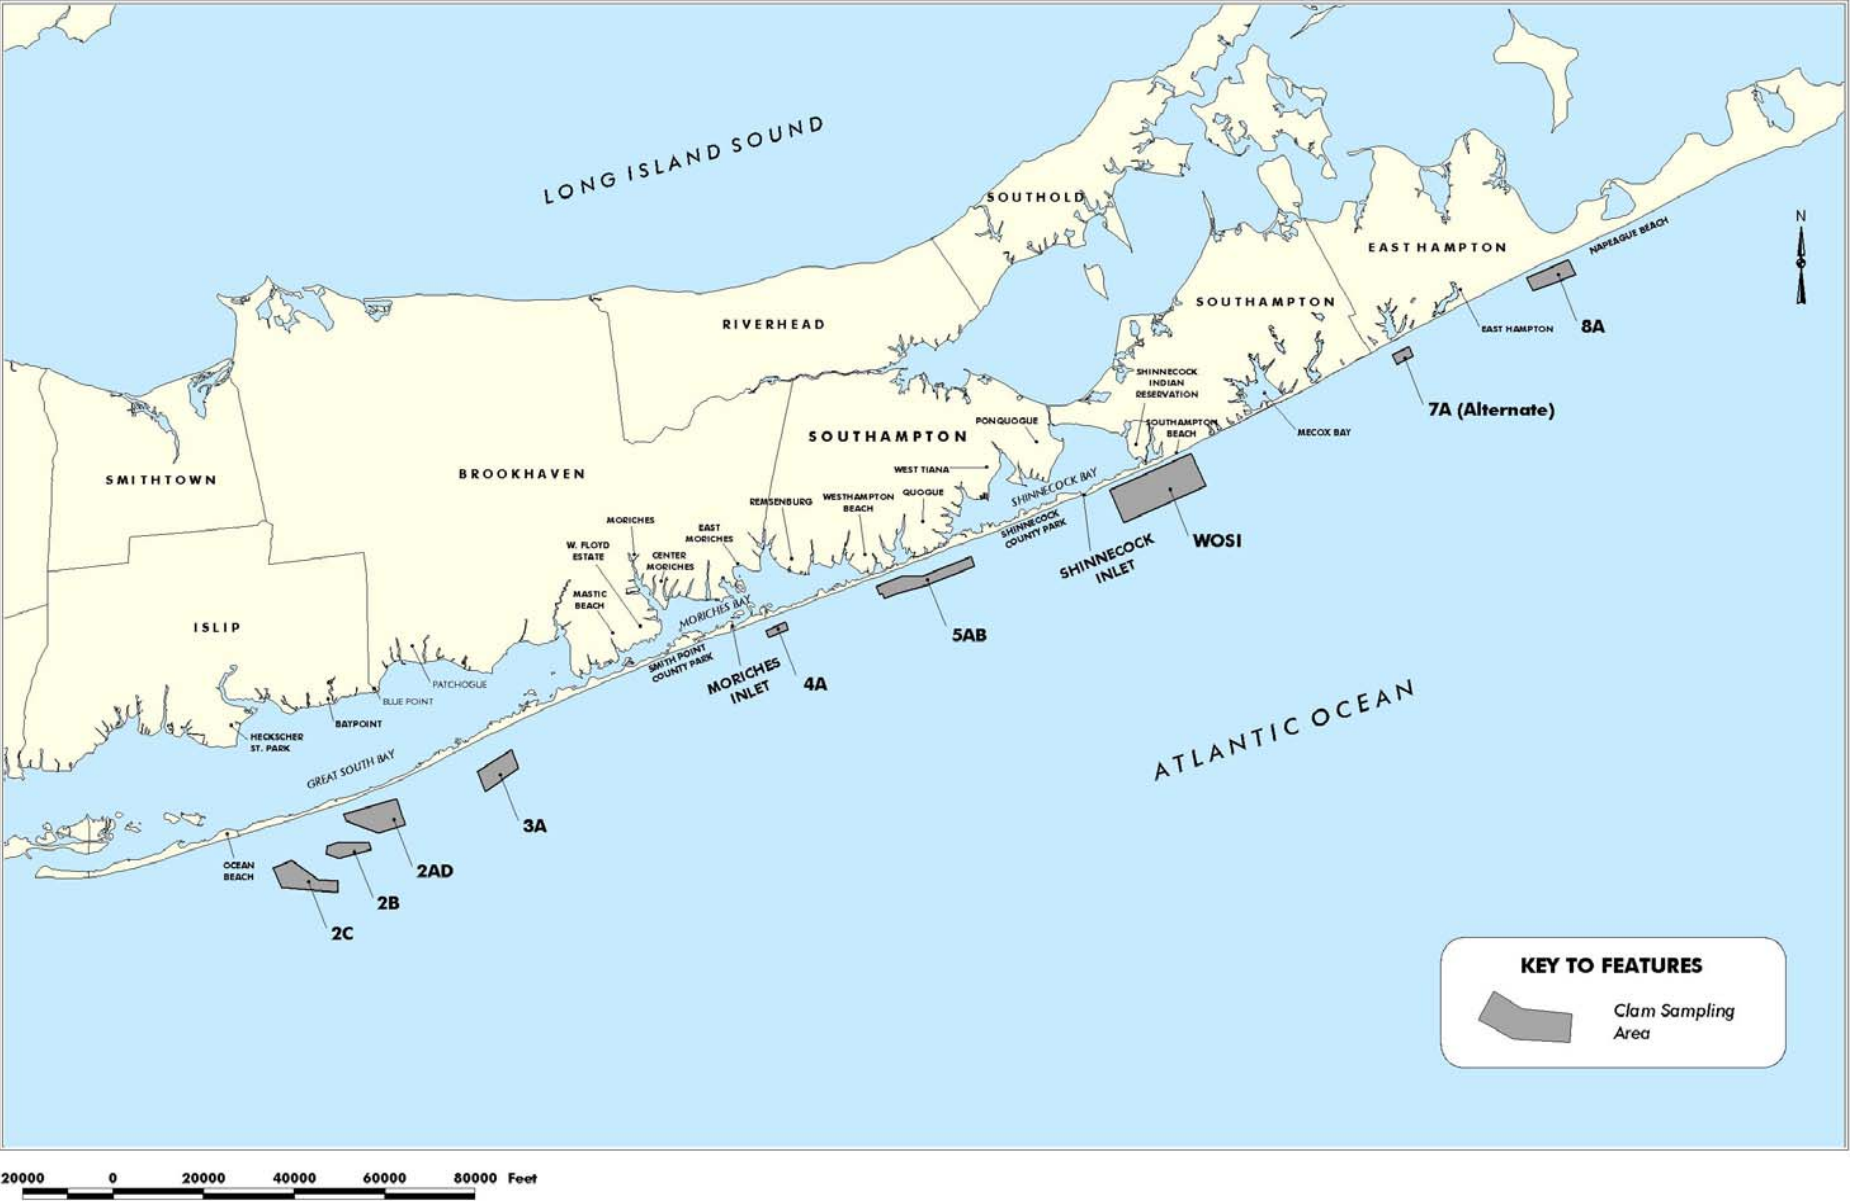 LONG ISLAND SOUND
SOUTHOLD
N
EAST HAMPTON
NAPEAGUE BEACH
SOUTHAMPTON
RIVERHEAD
EAST HAMPTON
8A
SHINNECOCK
INDIAN
RESERVATION
7A (Alternate)
PONQUOGUE
SOUTHAMPTON
BEACH
MECOX BAY
SOUTHAMPTON
WEST TIANA
BROOKHAVEN
SMITHTOWN
SHINNECOCK BAY
REMSENBURG
WESTHAMPTON
BEACH
QUOGUE
MORICHES
EAST
MORICHES
SHINNECOCK
COUNTY PARK
WOSI
W. FLOYD
ESTATE
CENTER
MORICHES
SHINNECOCK
INLET
MASTIC
BEACH
MORICHES BAY
ISLIP
5AB
SMITH POINT
COUNTY PARK
MORICHES
INLET
4A
PATCHOGUE
BLUE POINT
BAYPOINT
HECKSCHER
ST. PARK
ATLANTIC OCEAN
GREAT SOUTH BAY
3A
OCEAN
BEACH
2AD
2B
2C
KEY TO FEATURES
Clam Sampling
Area
20000 0 20000 40000 60000 80000 Feet